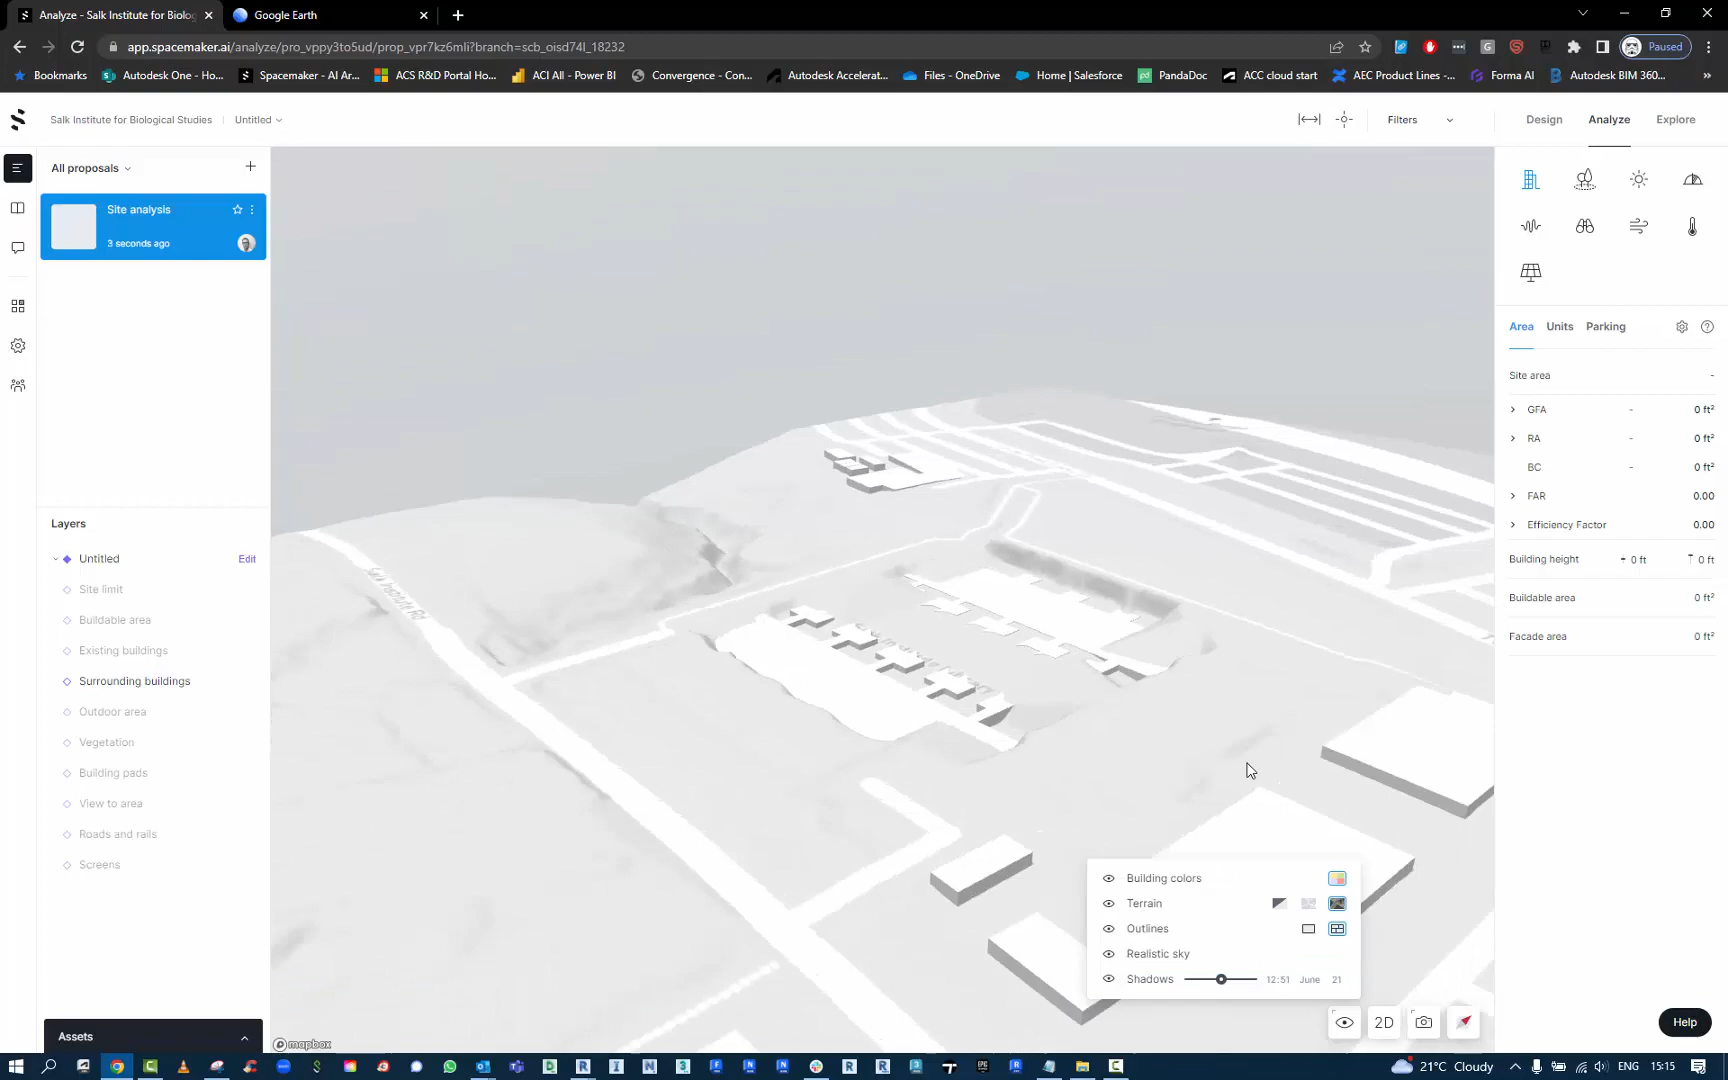 Analyze - Salk Institute for Biolog
Google Earth
app.spacemaker.ai/analyze/pro_vppy3to5ud/prop_vpr7kz6mli?branch=scb_oisd74l_18232
Paused
Bookmarks
Autodesk One - Ho...
Spacemaker - AI Ar...
ACS R&D Portal Ho...
ACI All - Power BI
Convergence - Con...
Autodesk Accelerat...
Files - OneDrive
Home | Salesforce
PandaDoc
ACC cloud start
AEC Product Lines -...
Forma AI
Autodesk BIM 360...
Salk Institute for Biological Studies
Untitled
Filters
Design
Analyze
Explore
All proposals
Site analysis
3 seconds ago
Area
Units
Parking
Site area -
GFA - 0 ft²
RA - 0 ft²
BC - 0 ft²
FAR 0.00
Efficiency Factor 0.00
Building height 0 ft 0 ft
Buildable area 0 ft²
Facade area 0 ft²
Layers
Untitled Edit
Site limit
Buildable area
Existing buildings
Surrounding buildings
Outdoor area
Vegetation
Building pads
View to area
Roads and rails
Screens
Salk Institute Rd
Building colors
Terrain
Outlines
Realistic sky
Shadows 12:51 June 21
2D
Help
Assets
mapbox
21°C Cloudy
ENG
15:15